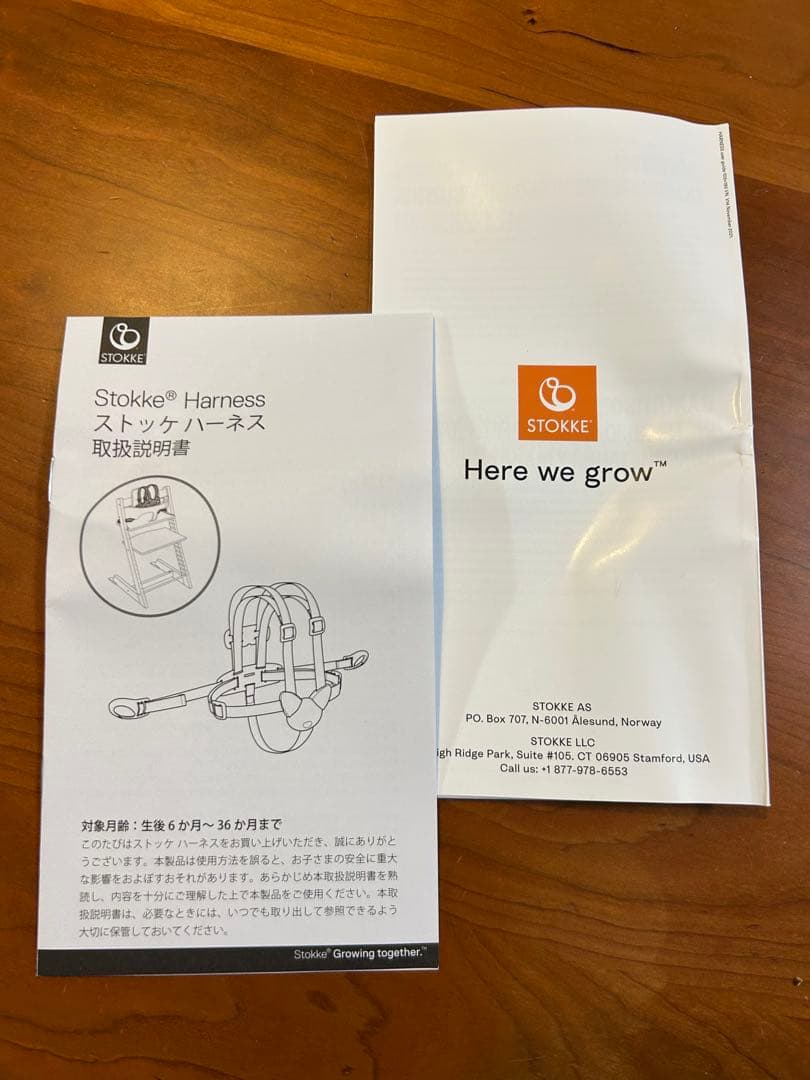 STOKKE
Stokke® Harness
ストッケ ハーネス
取扱説明書
対象月齢：生後 6 か月～ 36 か月まで
このたびはストッケ ハーネスをお買い上げいただき、誠にありがと
うございます。本製品は使用方法を誤ると、お子さまの安全に重大
な影響をおよぼすおそれがあります。あらかじめ本取扱説明書を熟
読し、内容を十分にご理解した上で本製品をご使用ください。本取
扱説明書は、必要なときには、いつでも取り出して参照できるよう
大切に保管しておいてください。
Stokke® Growing together.™
STOKKE
Here we grow™
STOKKE AS
PO. Box 707, N-6001 Ålesund, Norway
STOKKE LLC
igh Ridge Park, Suite #105. CT 06905 Stamford, USA
Call us: +1 877-978-6553
HARNESS user guide
November 2021.